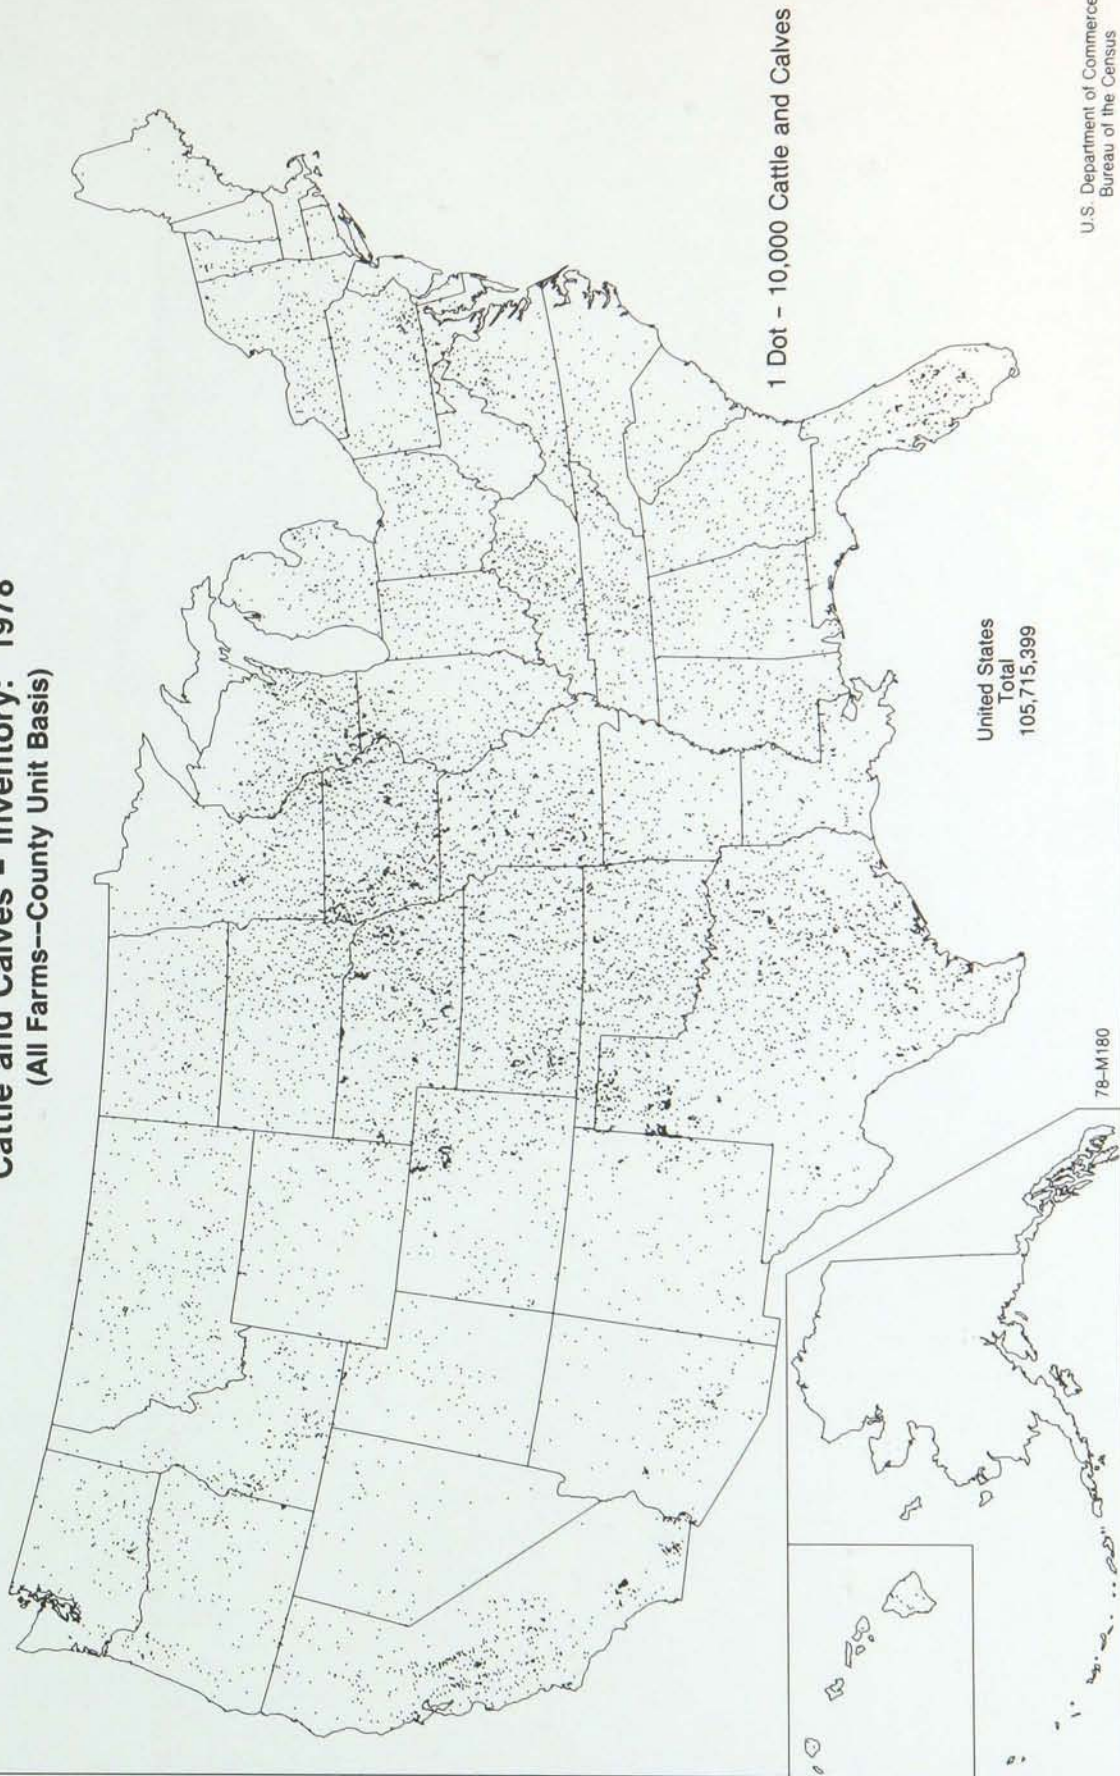 Cattle and Calves - Inventory: 1978
(All Farms--County Unit Basis)
1 Dot - 10,000 Cattle and Calves
United States
Total
105,715,399
78-M180
U.S. Department of Commerce
Bureau of the Census